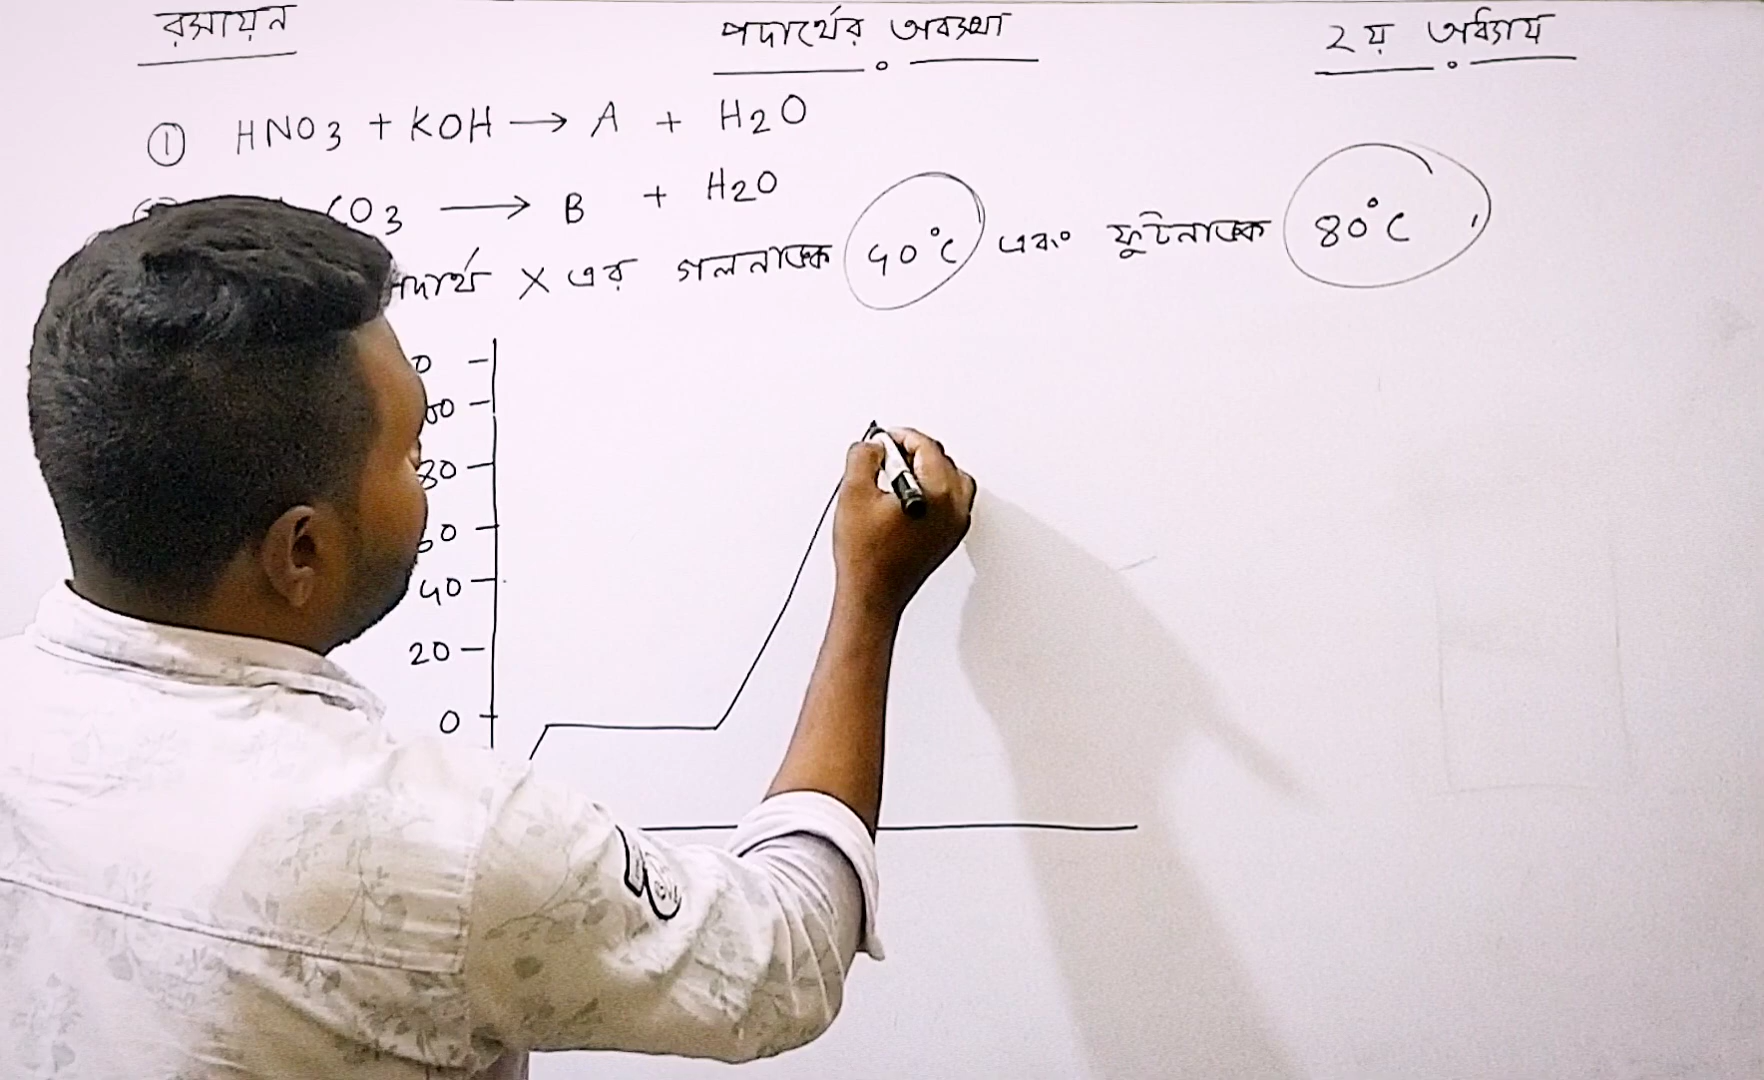 রসায়ন পদার্থের অবস্থা ২য় অধ্যায়
① HNO3 + KOH → A + H2O
CO3 → B + H2O
X এর গলনাঙ্ক 40°C এবং ফুটনাঙ্ক 80°C
80
60
40
20
0